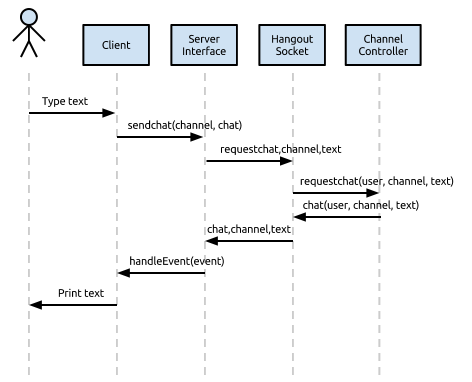 Client
Server
Interface
Hangout
Socket
Channel
Controller
Type text
sendchat(channel, chat)
requestchat,channel,text
requestchat(user, channel, text)
chat(user, channel, text)
chat,channel,text
handleEvent(event)
Print text